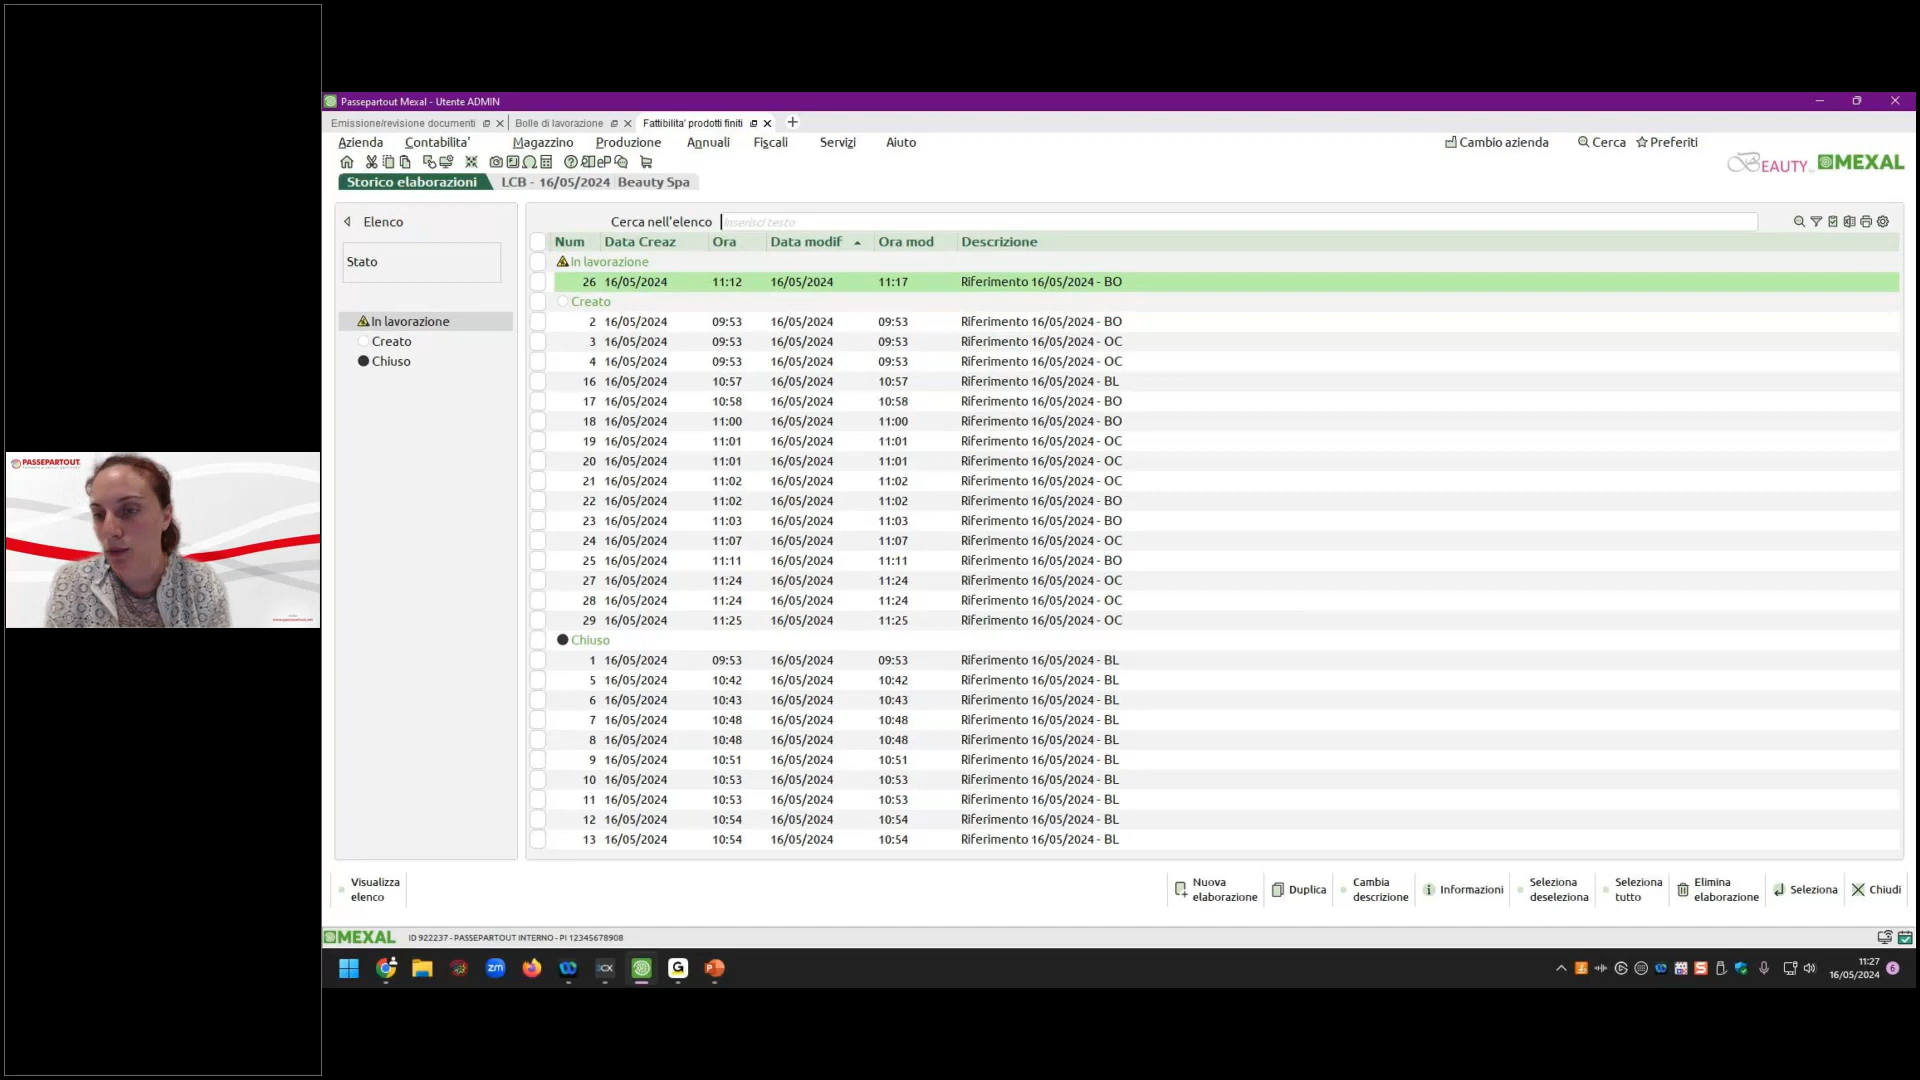 Passepartout Mexal - Utente ADMIN
Emissione/revisione documenti
Bolle di lavorazione
Fattibilita' prodotti finiti
Azienda Contabilita' Magazzino Produzione Annuali Fiscali Servizi Aiuto
Cambio azienda Cerca Preferiti
BEAUTY MEXAL
Storico elaborazioni LCB - 16/05/2024 Beauty Spa
Elenco
Stato
In lavorazione
Creato
Chiuso
Cerca nell'elenco Inserisci testo
Num Data Creaz Ora Data modif Ora mod Descrizione
In lavorazione
26 16/05/2024 11:12 16/05/2024 11:17 Riferimento 16/05/2024 - BO
Creato
2 16/05/2024 09:53 16/05/2024 09:53 Riferimento 16/05/2024 - BO
3 16/05/2024 09:53 16/05/2024 09:53 Riferimento 16/05/2024 - OC
4 16/05/2024 09:53 16/05/2024 09:53 Riferimento 16/05/2024 - OC
16 16/05/2024 10:57 16/05/2024 10:57 Riferimento 16/05/2024 - BL
17 16/05/2024 10:58 16/05/2024 10:58 Riferimento 16/05/2024 - BO
18 16/05/2024 11:00 16/05/2024 11:00 Riferimento 16/05/2024 - BO
19 16/05/2024 11:01 16/05/2024 11:01 Riferimento 16/05/2024 - OC
20 16/05/2024 11:01 16/05/2024 11:01 Riferimento 16/05/2024 - OC
21 16/05/2024 11:02 16/05/2024 11:02 Riferimento 16/05/2024 - OC
22 16/05/2024 11:02 16/05/2024 11:02 Riferimento 16/05/2024 - BO
23 16/05/2024 11:03 16/05/2024 11:03 Riferimento 16/05/2024 - BO
24 16/05/2024 11:07 16/05/2024 11:07 Riferimento 16/05/2024 - OC
25 16/05/2024 11:11 16/05/2024 11:11 Riferimento 16/05/2024 - BO
27 16/05/2024 11:24 16/05/2024 11:24 Riferimento 16/05/2024 - OC
28 16/05/2024 11:24 16/05/2024 11:24 Riferimento 16/05/2024 - OC
29 16/05/2024 11:25 16/05/2024 11:25 Riferimento 16/05/2024 - OC
Chiuso
1 16/05/2024 09:53 16/05/2024 09:53 Riferimento 16/05/2024 - BL
5 16/05/2024 10:42 16/05/2024 10:42 Riferimento 16/05/2024 - BL
6 16/05/2024 10:43 16/05/2024 10:43 Riferimento 16/05/2024 - BL
7 16/05/2024 10:48 16/05/2024 10:48 Riferimento 16/05/2024 - BL
8 16/05/2024 10:48 16/05/2024 10:48 Riferimento 16/05/2024 - BL
9 16/05/2024 10:51 16/05/2024 10:51 Riferimento 16/05/2024 - BL
10 16/05/2024 10:53 16/05/2024 10:53 Riferimento 16/05/2024 - BL
11 16/05/2024 10:53 16/05/2024 10:53 Riferimento 16/05/2024 - BL
12 16/05/2024 10:54 16/05/2024 10:54 Riferimento 16/05/2024 - BL
13 16/05/2024 10:54 16/05/2024 10:54 Riferimento 16/05/2024 - BL
PASSEPARTOUT
Visualizza
elenco
Nuova
elaborazione
Duplica
Cambia
descrizione
Informazioni
Seleziona
deseleziona
Seleziona
tutto
Elimina
elaborazione
Seleziona
Chiudi
MEXAL ID 922237 - PASSEPARTOUT INTERNO - PI 12345678908
zm
3CX
G
P
11:27
16/05/2024
6